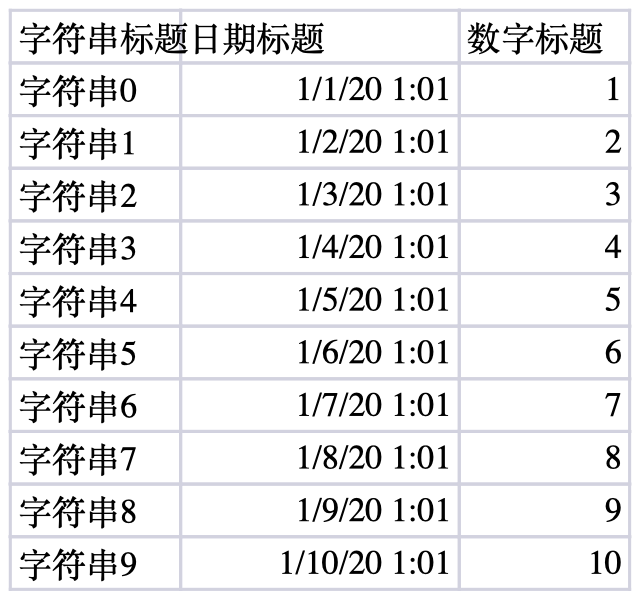 字符串标题 日期标题 数字标题
字符串0 1/1/20 1:01 1
字符串1 1/2/20 1:01 2
字符串2 1/3/20 1:01 3
字符串3 1/4/20 1:01 4
字符串4 1/5/20 1:01 5
字符串5 1/6/20 1:01 6
字符串6 1/7/20 1:01 7
字符串7 1/8/20 1:01 8
字符串8 1/9/20 1:01 9
字符串9 1/10/20 1:01 10